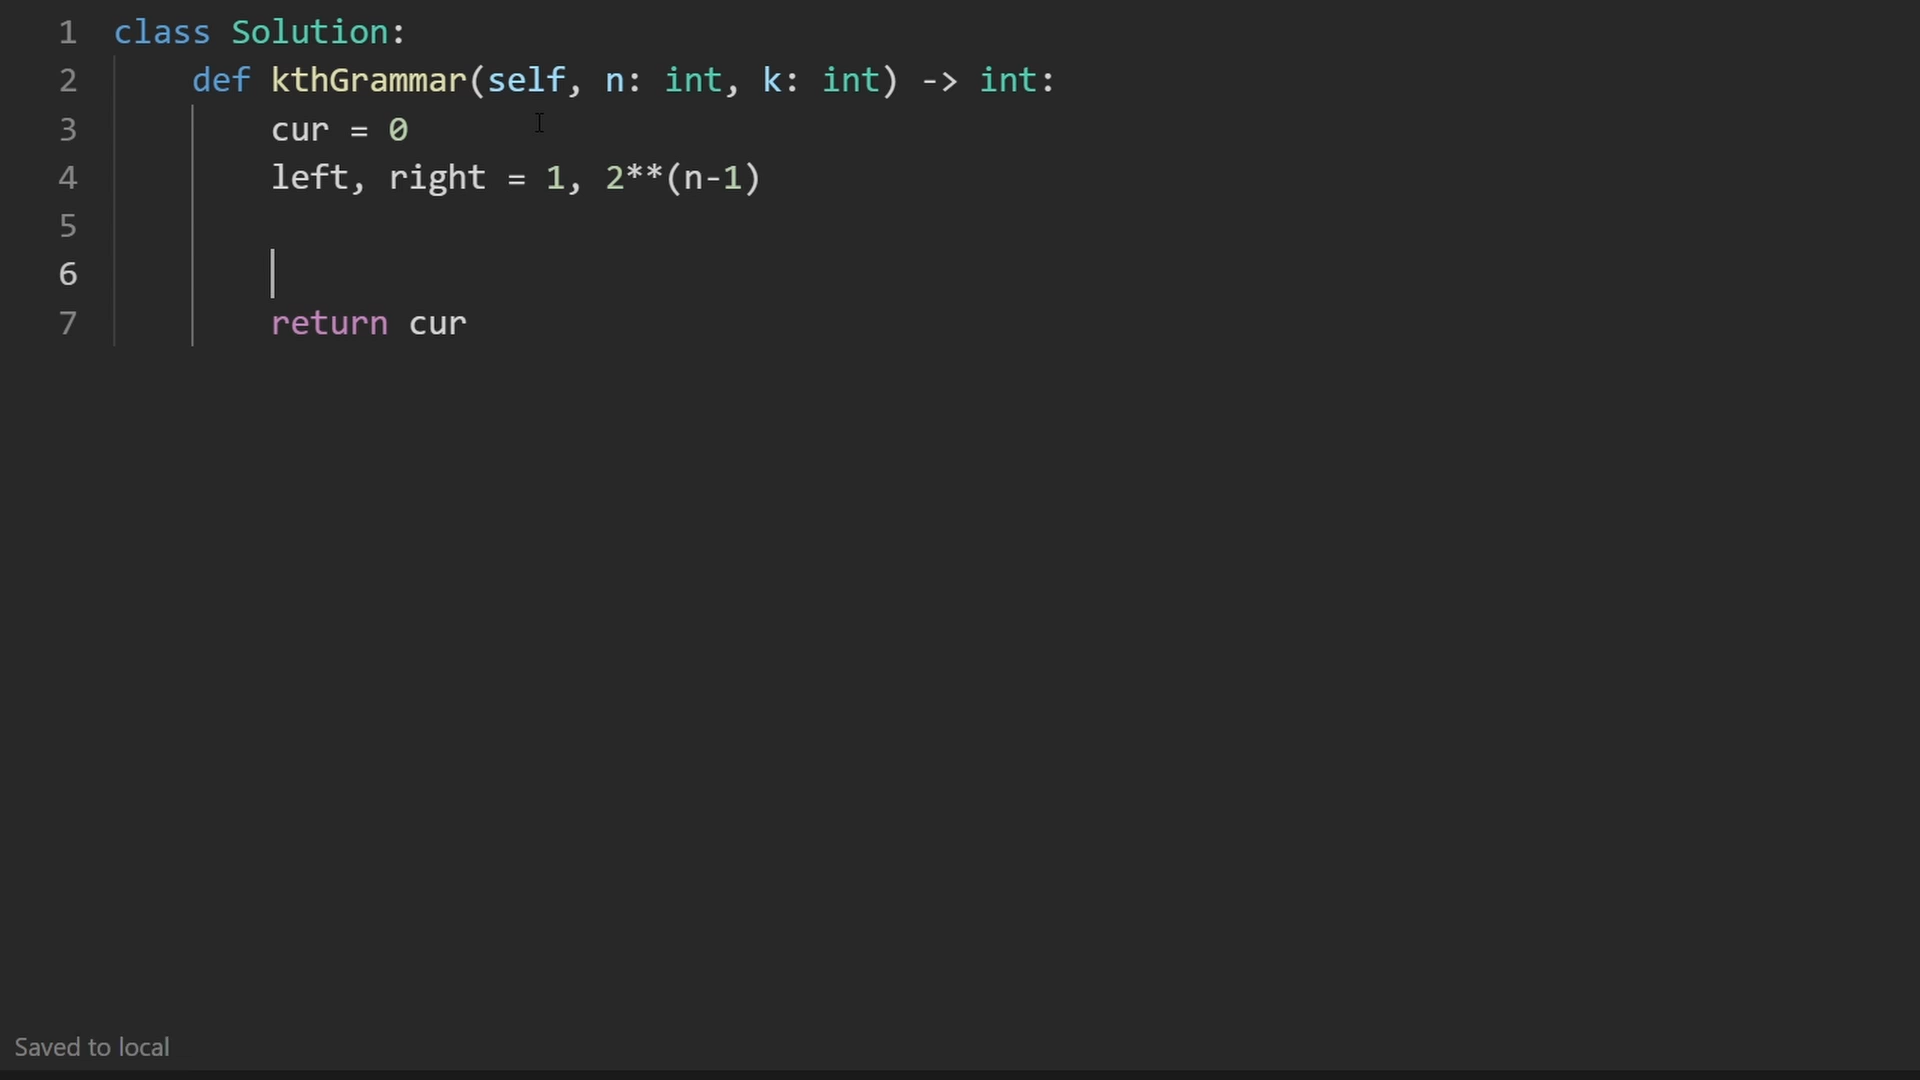 1 class Solution:
2     def kthGrammar(self, n: int, k: int) -> int:
3         cur = 0
4         left, right = 1, 2**(n-1)
5
6
7         return cur
Saved to local